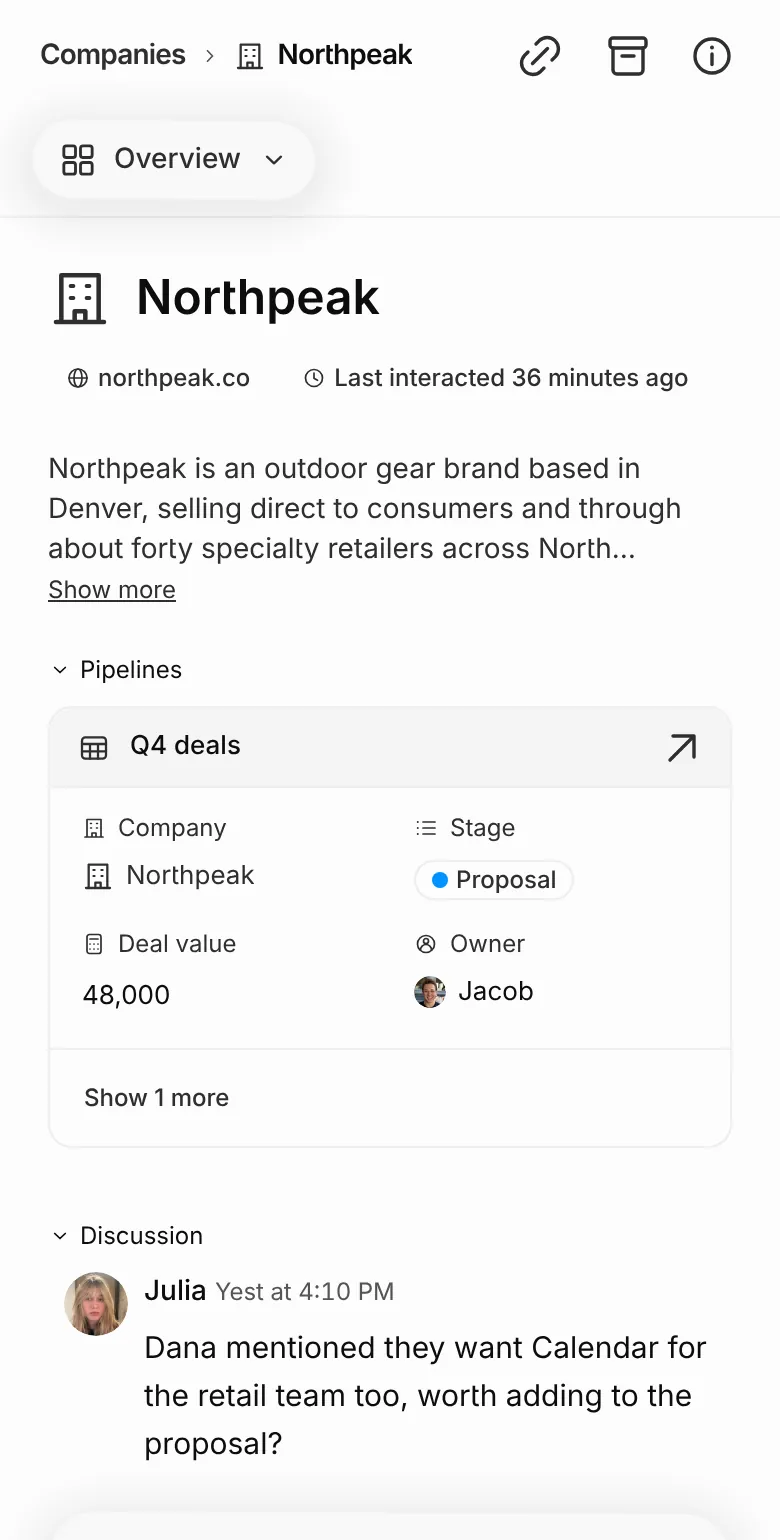 Companies > Northpeak
Overview
Northpeak
northpeak.co Last interacted 36 minutes ago
Northpeak is an outdoor gear brand based in
Denver, selling direct to consumers and through
about forty specialty retailers across North...
Show more
Pipelines
Q4 deals
Company Stage
Northpeak Proposal
Deal value Owner
48,000 Jacob
Show 1 more
Discussion
Julia Yest at 4:10 PM
Dana mentioned they want Calendar for
the retail team too, worth adding to the
proposal?